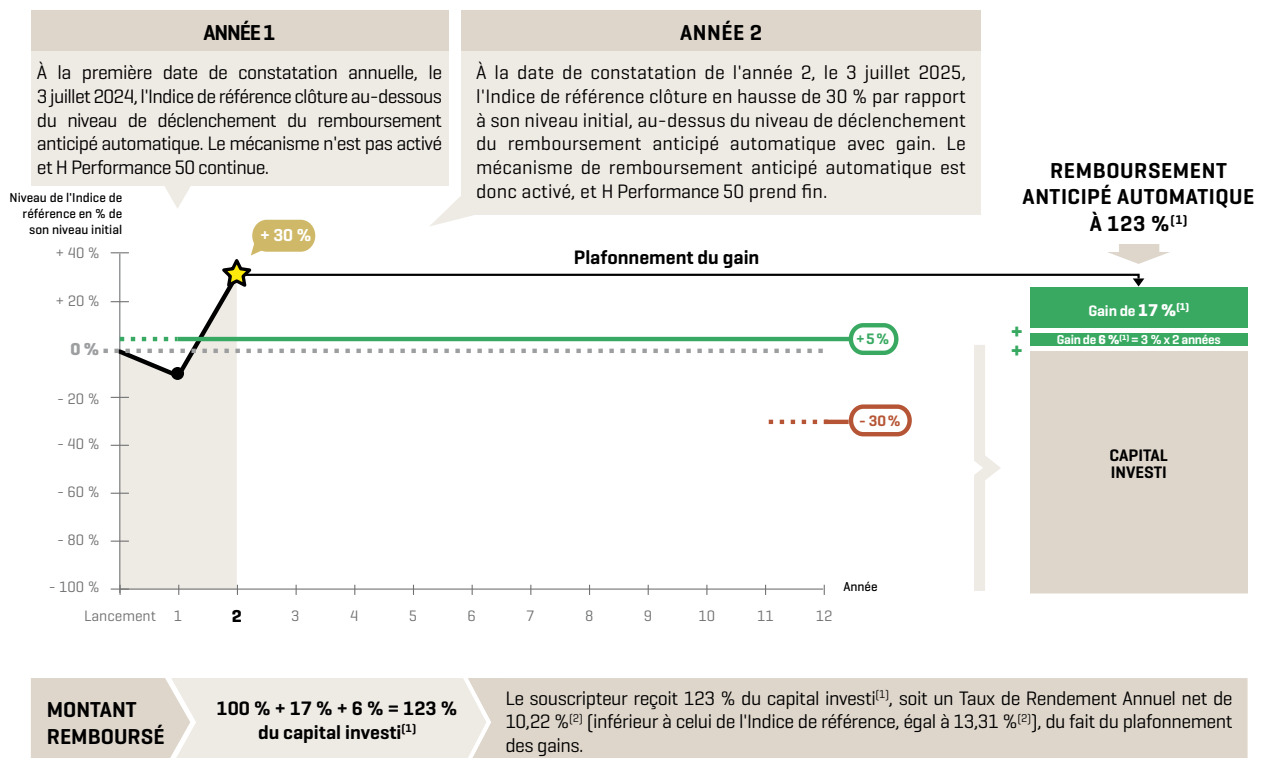 ANNÉE 1
À la première date de constatation annuelle, le
3 juillet 2024, l'Indice de référence clôture au-dessous
du niveau de déclenchement du remboursement
anticipé automatique. Le mécanisme n'est pas activé
et H Performance 50 continue.
ANNÉE 2
À la date de constatation de l'année 2, le 3 juillet 2025,
l'Indice de référence clôture en hausse de 30 % par rapport
à son niveau initial, au-dessus du niveau de déclenchement
du remboursement anticipé automatique avec gain. Le
mécanisme de remboursement anticipé automatique est
donc activé, et H Performance 50 prend fin.
REMBOURSEMENT
ANTICIPÉ AUTOMATIQUE
À 123 %(1)
Niveau de l'Indice de
référence en % de
son niveau initial
+ 30 %
Plafonnement du gain
+ 40 %
+ 20 %
0 %
- 20 %
- 40 %
- 60 %
- 80 %
- 100 %
+5 %
- 30 %
Gain de 17 %(1)
+
Gain de 6 %(1) = 3 % x 2 années
+
CAPITAL
INVESTI
Année
Lancement 1 2 3 4 5 6 7 8 9 10 11 12
MONTANT
REMBOURSÉ
100 % + 17 % + 6 % = 123 %
du capital investi(1)
Le souscripteur reçoit 123 % du capital investi(1), soit un Taux de Rendement Annuel net de
10,22 %(2) (inférieur à celui de l'Indice de référence, égal à 13,31 %(2)), du fait du plafonnement
des gains.